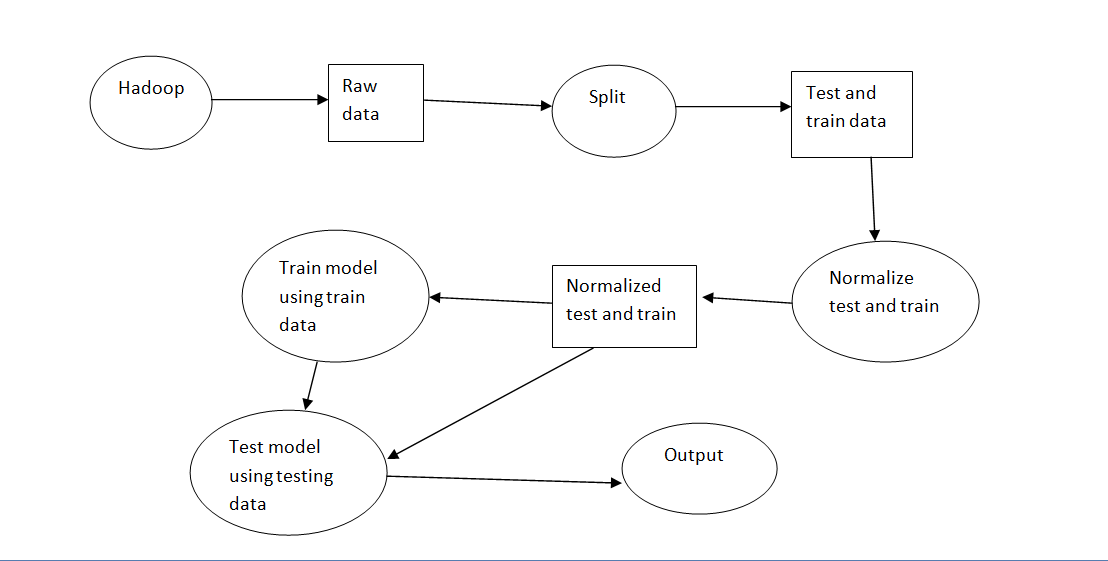 Hadoop
Raw
data
Split
Test and
train data
Normalize
test and train
Normalized
test and train
Train model
using train
data
Test model
using testing
data
Output